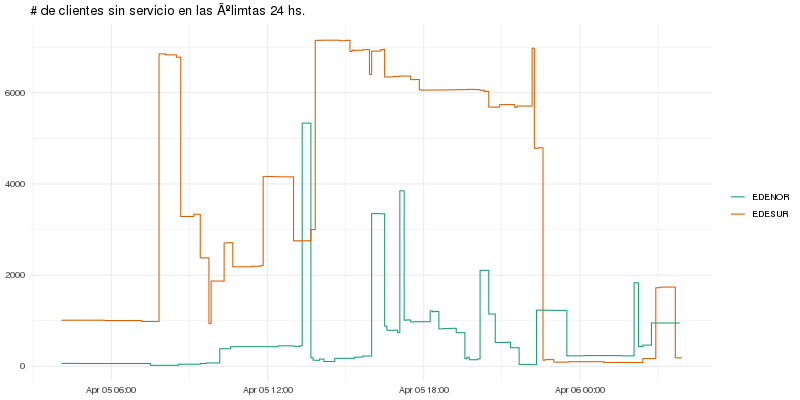 # de clientes sin servicio en las Ãºlimtas 24 hs.
6000
4000
2000
0
Apr 05 06:00
Apr 05 12:00
Apr 05 18:00
Apr 06 00:00
EDENOR
EDESUR